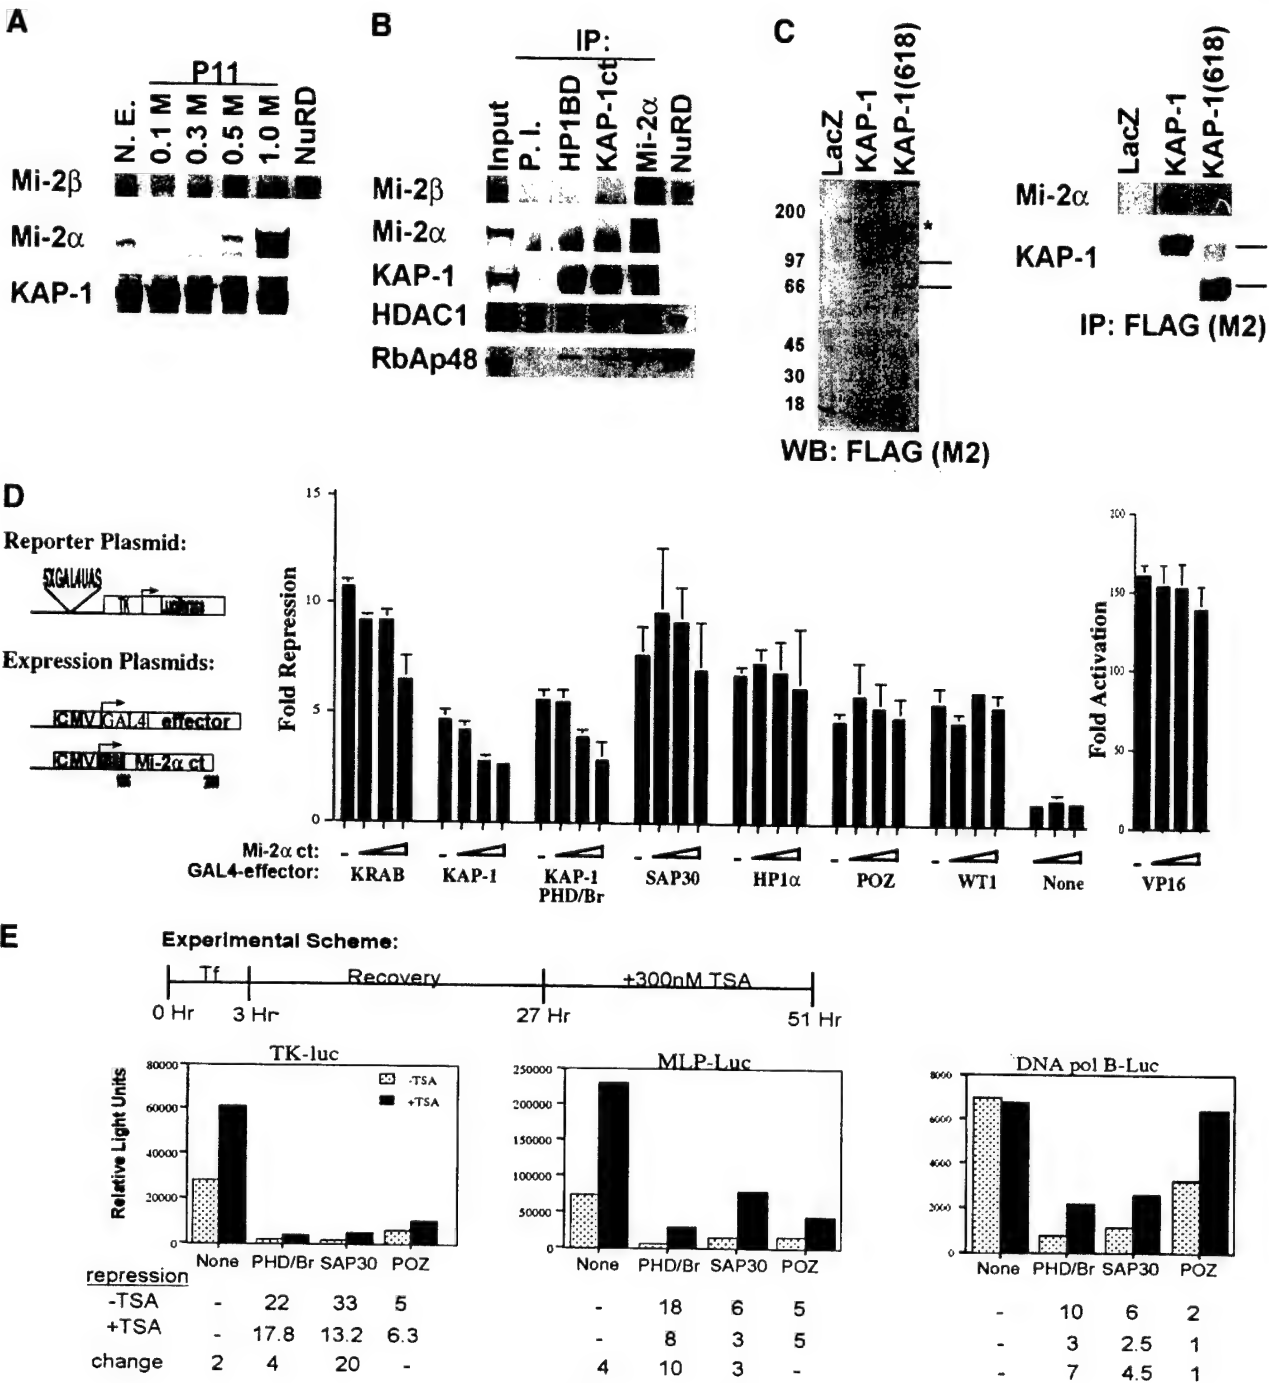 A
P11
N. E.
0.1 M
0.3 M
0.5 M
1.0 M
NuRD
Mi-2β
Mi-2α
KAP-1
B
IP:
Input
P. I.
HP1BD
KAP-1ct
Mi-2α
NuRD
Mi-2β
Mi-2α
KAP-1
HDAC1
RbAp48
C
LacZ
KAP-1
KAP-1(618)
200
*
97
66
45
30
18
WB: FLAG (M2)
LacZ
KAP-1
KAP-1(618)
Mi-2α
KAP-1
IP: FLAG (M2)
D
Reporter Plasmid:
5XGAL4UAS
TK Luciferase
Expression Plasmids:
CMV GAL4 effector
CMV Mi-2α ct
Fold Repression
15
10
5
0
Mi-2α ct: - - - - - - -
GAL4-effector: KRAB KAP-1 KAP-1 PHD/Br SAP30 HP1α POZ WT1 None
Fold Activation
200
150
100
50
0
-
VP16
E
Experimental Scheme:
Tf Recovery +300nM TSA
0 Hr 3 Hr 27 Hr 51 Hr
TK-luc
Relative Light Units
80000
60000
40000
20000
0
-TSA
+TSA
None PHD/Br SAP30 POZ
repression
-TSA - 22 33 5
+TSA - 17.8 13.2 6.3
change 2 4 20 -
MLP-Luc
250000
200000
150000
100000
50000
0
None PHD/Br SAP30 POZ
- 18 6 5
- 8 3 5
4 10 3 -
DNA pol B-Luc
8000
6000
4000
2000
0
None PHD/Br SAP30 POZ
- 10 6 2
- 3 2.5 1
- 7 4.5 1